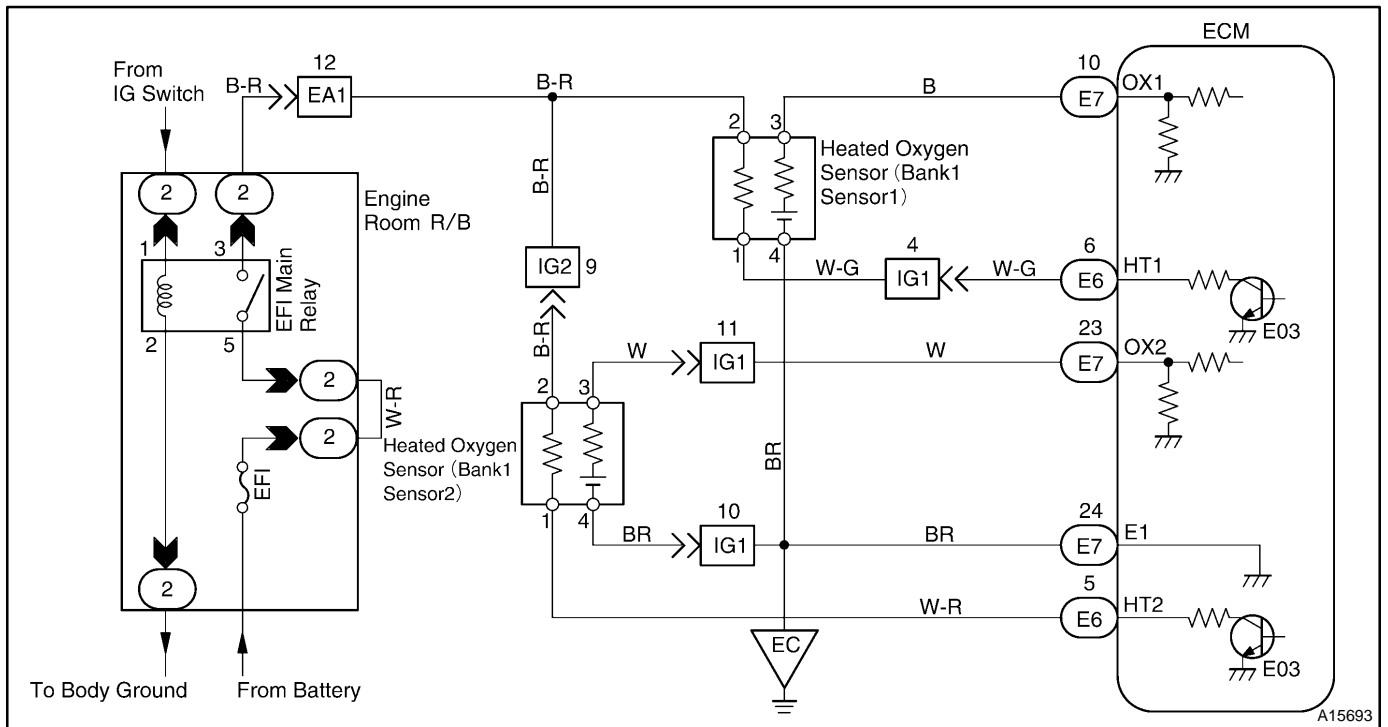 ECM
From
IG Switch
B-R
12
EA1
B-R
B
10
E7
OX1
2
3
Heated Oxygen
Sensor (Bank1
Sensor1)
1
4
2
2
Engine
Room R/B
B-R
1
3
EFI Main
Relay
2
5
IG2
9
W-G
4
IG1
W-G
6
E6
HT1
E03
B-R
W
11
IG1
W
23
E7
OX2
2
2
W-R
EFI
Heated Oxygen
Sensor (Bank1
Sensor2)
2
3
1
4
BR
BR
10
IG1
BR
24
E7
E1
2
W-R
5
E6
HT2
E03
EC
To Body Ground
From Battery
A15693